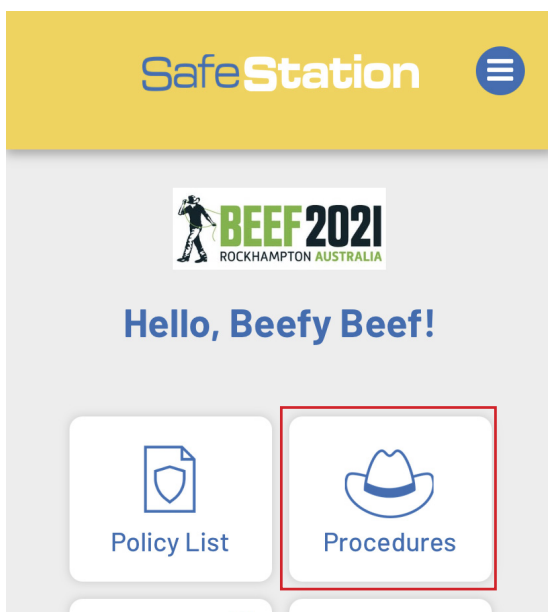 SafeStation
BEEF2021
ROCKHAMPTON AUSTRALIA
Hello, Beefy Beef!
Policy List
Procedures